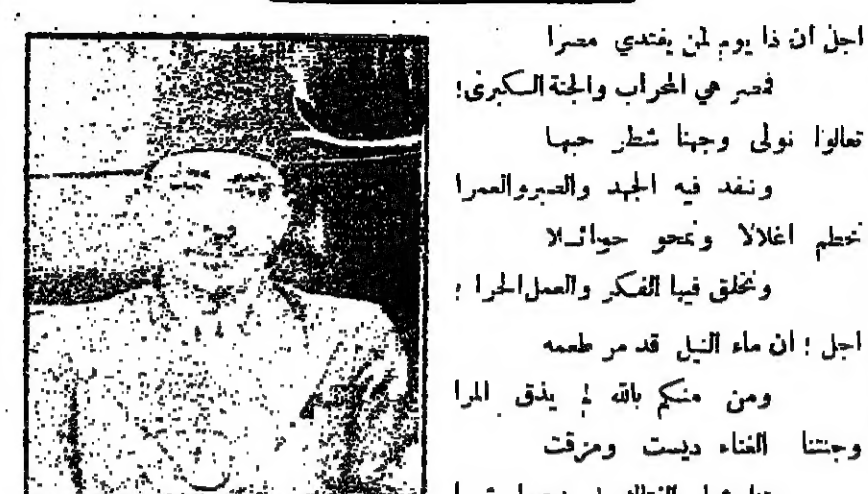 اجل ان ذا يوم لمن يفتدي مصرا
فمصر هي المحراب والجنة الكبرى!
تعالوا نولى وجهنا شطر حبها
وننفد فيه الجهد والصبر والعمرا
نحطم اغلالا ونمحو حوائلا
ونخلق فيها الفكر والعمل الحرا !
اجل ! ان ماء النيل قد مر طعمه
ومن منكم بالله لم يذق المرا
وجنتنا الغناء ديست ومزقت